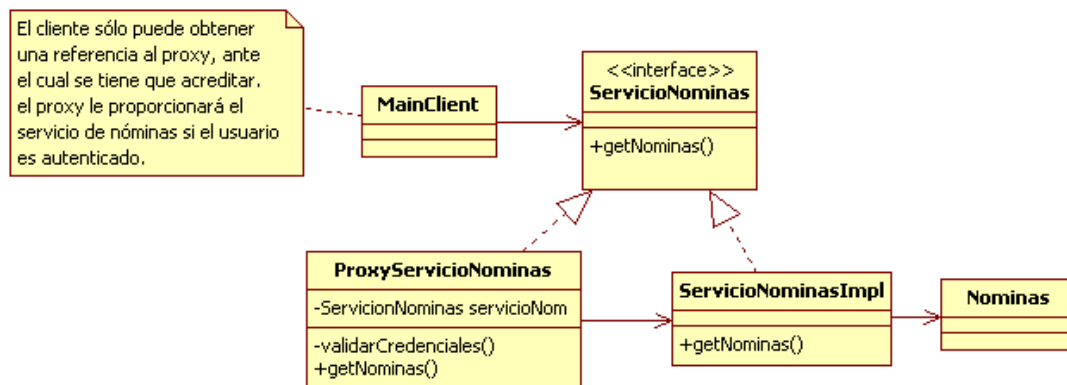 El cliente sólo puede obtener
una referencia al proxy, ante
el cual se tiene que acreditar.
el proxy le proporcionará el
servicio de nóminas si el usuario
es autenticado.
MainClient
<<interface>>
ServicioNominas
+getNominas()
ProxyServicioNominas
-ServicionNominas servicioNom
-validarCredenciales()
+getNominas()
ServicioNominasImpl
+getNominas()
Nominas